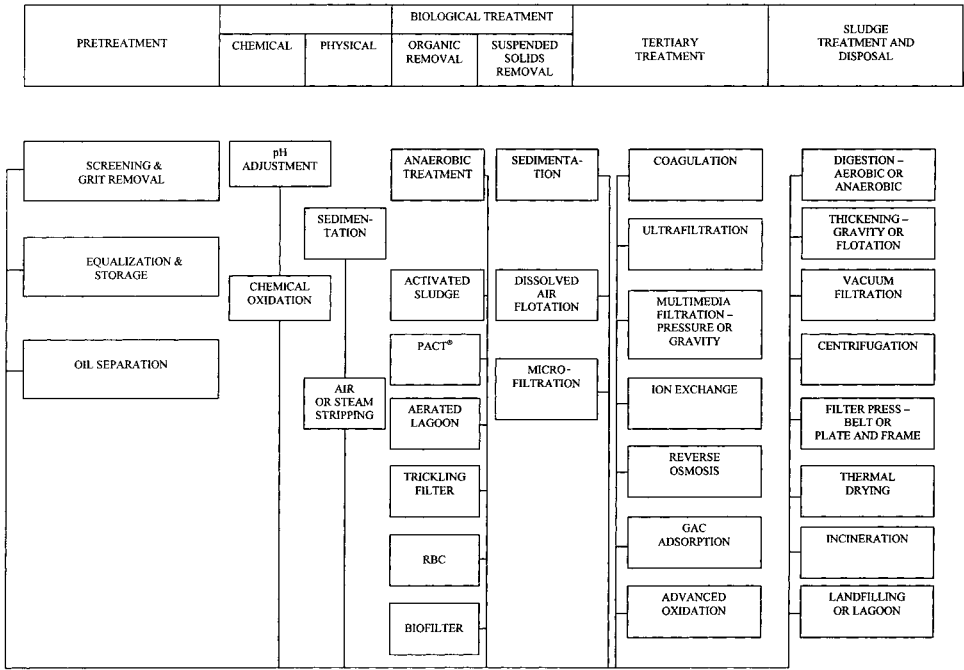 PRETREATMENT
BIOLOGICAL TREATMENT
CHEMICAL
PHYSICAL
ORGANIC
REMOVAL
SUSPENDED
SOLIDS
REMOVAL
TERTIARY
TREATMENT
SLUDGE
TREATMENT AND
DISPOSAL
SCREENING &
GRIT REMOVAL
EQUALIZATION &
STORAGE
OIL SEPARATION
pH
ADJUSTMENT
CHEMICAL
OXIDATION
SEDIMEN-
TATION
AIR
OR STEAM
STRIPPING
ANAEROBIC
TREATMENT
ACTIVATED
SLUDGE
PACT®
AERATED
LAGOON
TRICKLING
FILTER
RBC
BIOFILTER
SEDIMENTA-
TION
DISSOLVED
AIR
FLOTATION
MICRO-
FILTRATION
COAGULATION
ULTRAFILTRATION
MULTIMEDIA
FILTRATION –
PRESSURE OR
GRAVITY
ION EXCHANGE
REVERSE
OSMOSIS
GAC
ADSORPTION
ADVANCED
OXIDATION
DIGESTION –
AEROBIC OR
ANAEROBIC
THICKENING –
GRAVITY OR
FLOTATION
VACUUM
FILTRATION
CENTRIFUGATION
FILTER PRESS –
BELT OR
PLATE AND FRAME
THERMAL
DRYING
INCINERATION
LANDFILLING
OR LAGOON